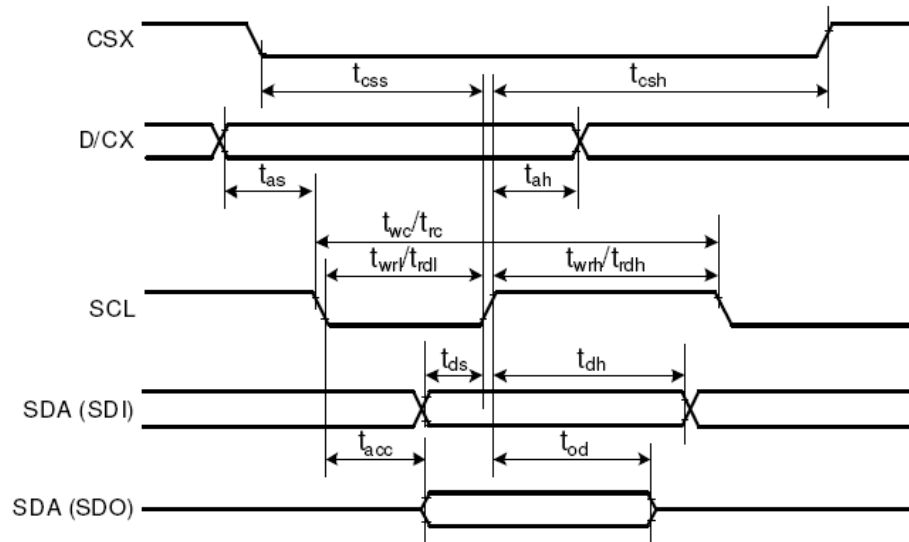 CSX
t_css t_csh
D/CX
t_as t_ah
t_wc/t_rc
t_wrl/t_rdl t_wrh/t_rdh
SCL
t_ds t_dh
SDA (SDI)
t_acc t_od
SDA (SDO)